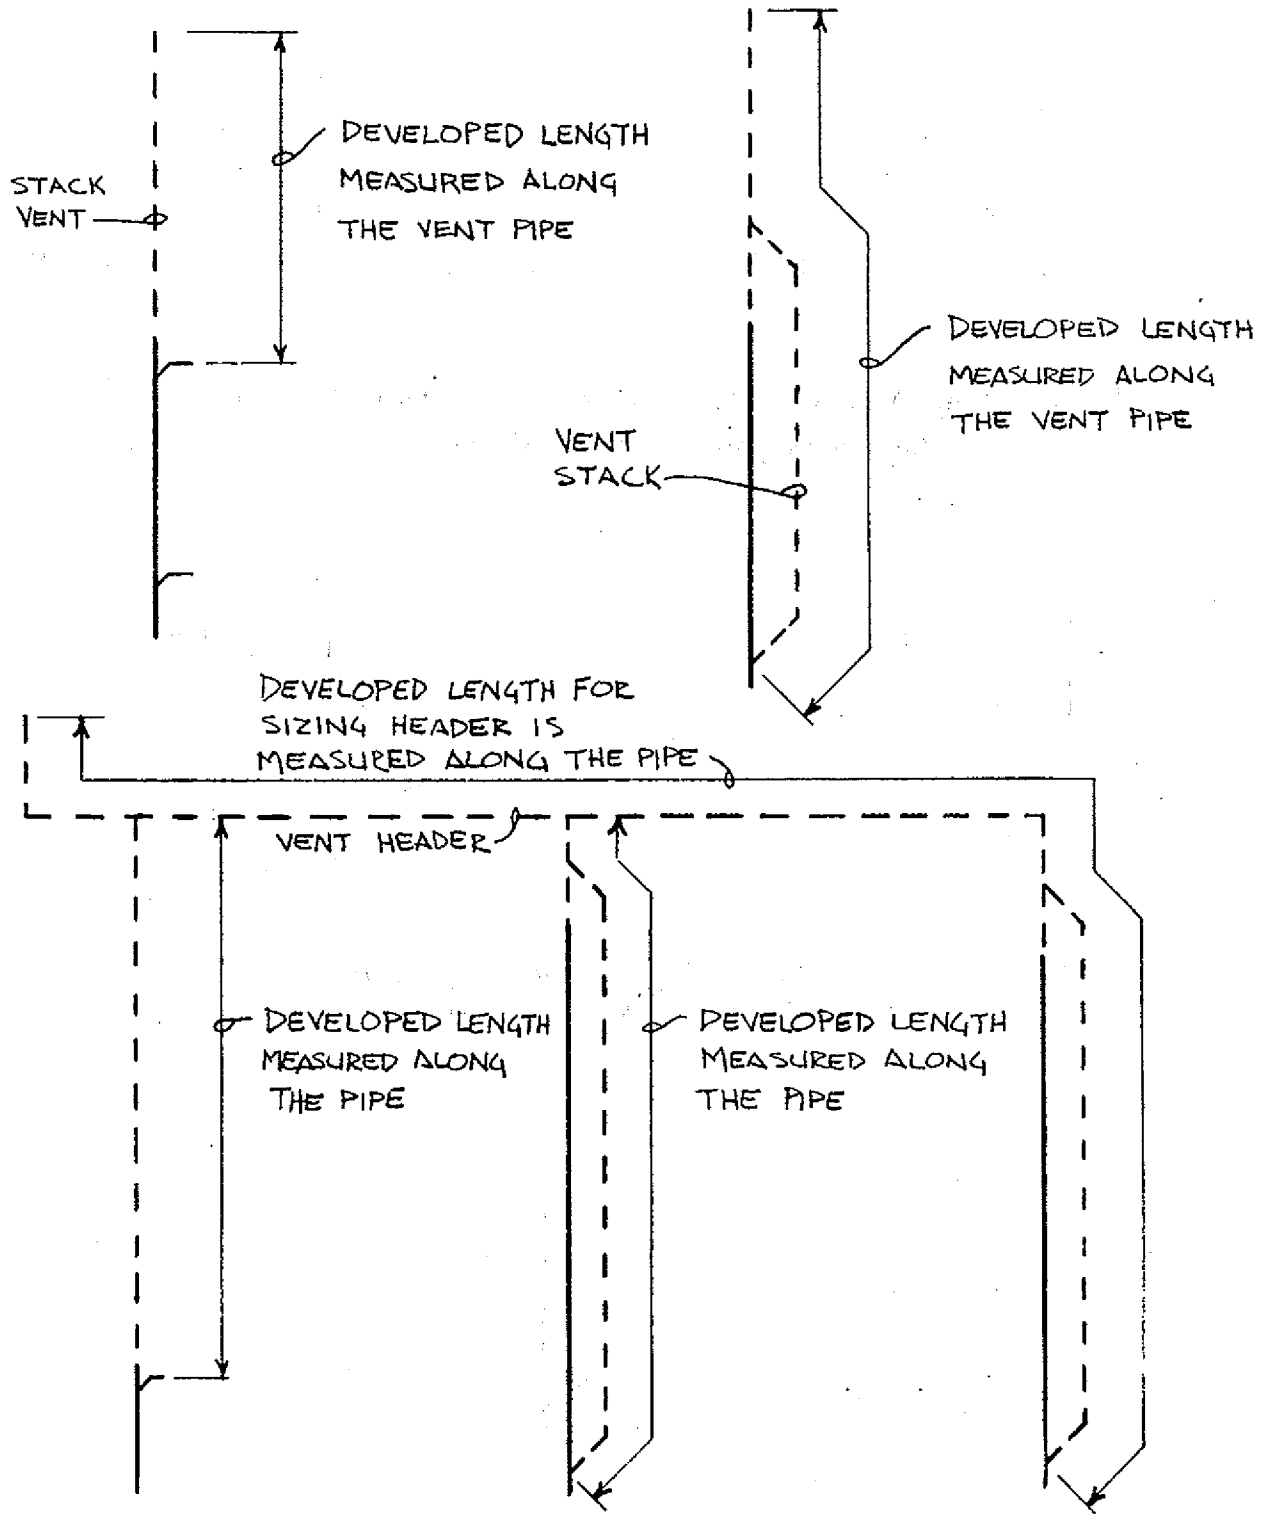 DEVELOPED LENGTH
MEASURED ALONG
THE VENT PIPE
STACK
VENT
DEVELOPED LENGTH
MEASURED ALONG
THE VENT PIPE
VENT
STACK
DEVELOPED LENGTH FOR
SIZING HEADER IS
MEASURED ALONG THE PIPE
VENT HEADER
DEVELOPED LENGTH
MEASURED ALONG
THE PIPE
DEVELOPED LENGTH
MEASURED ALONG
THE PIPE